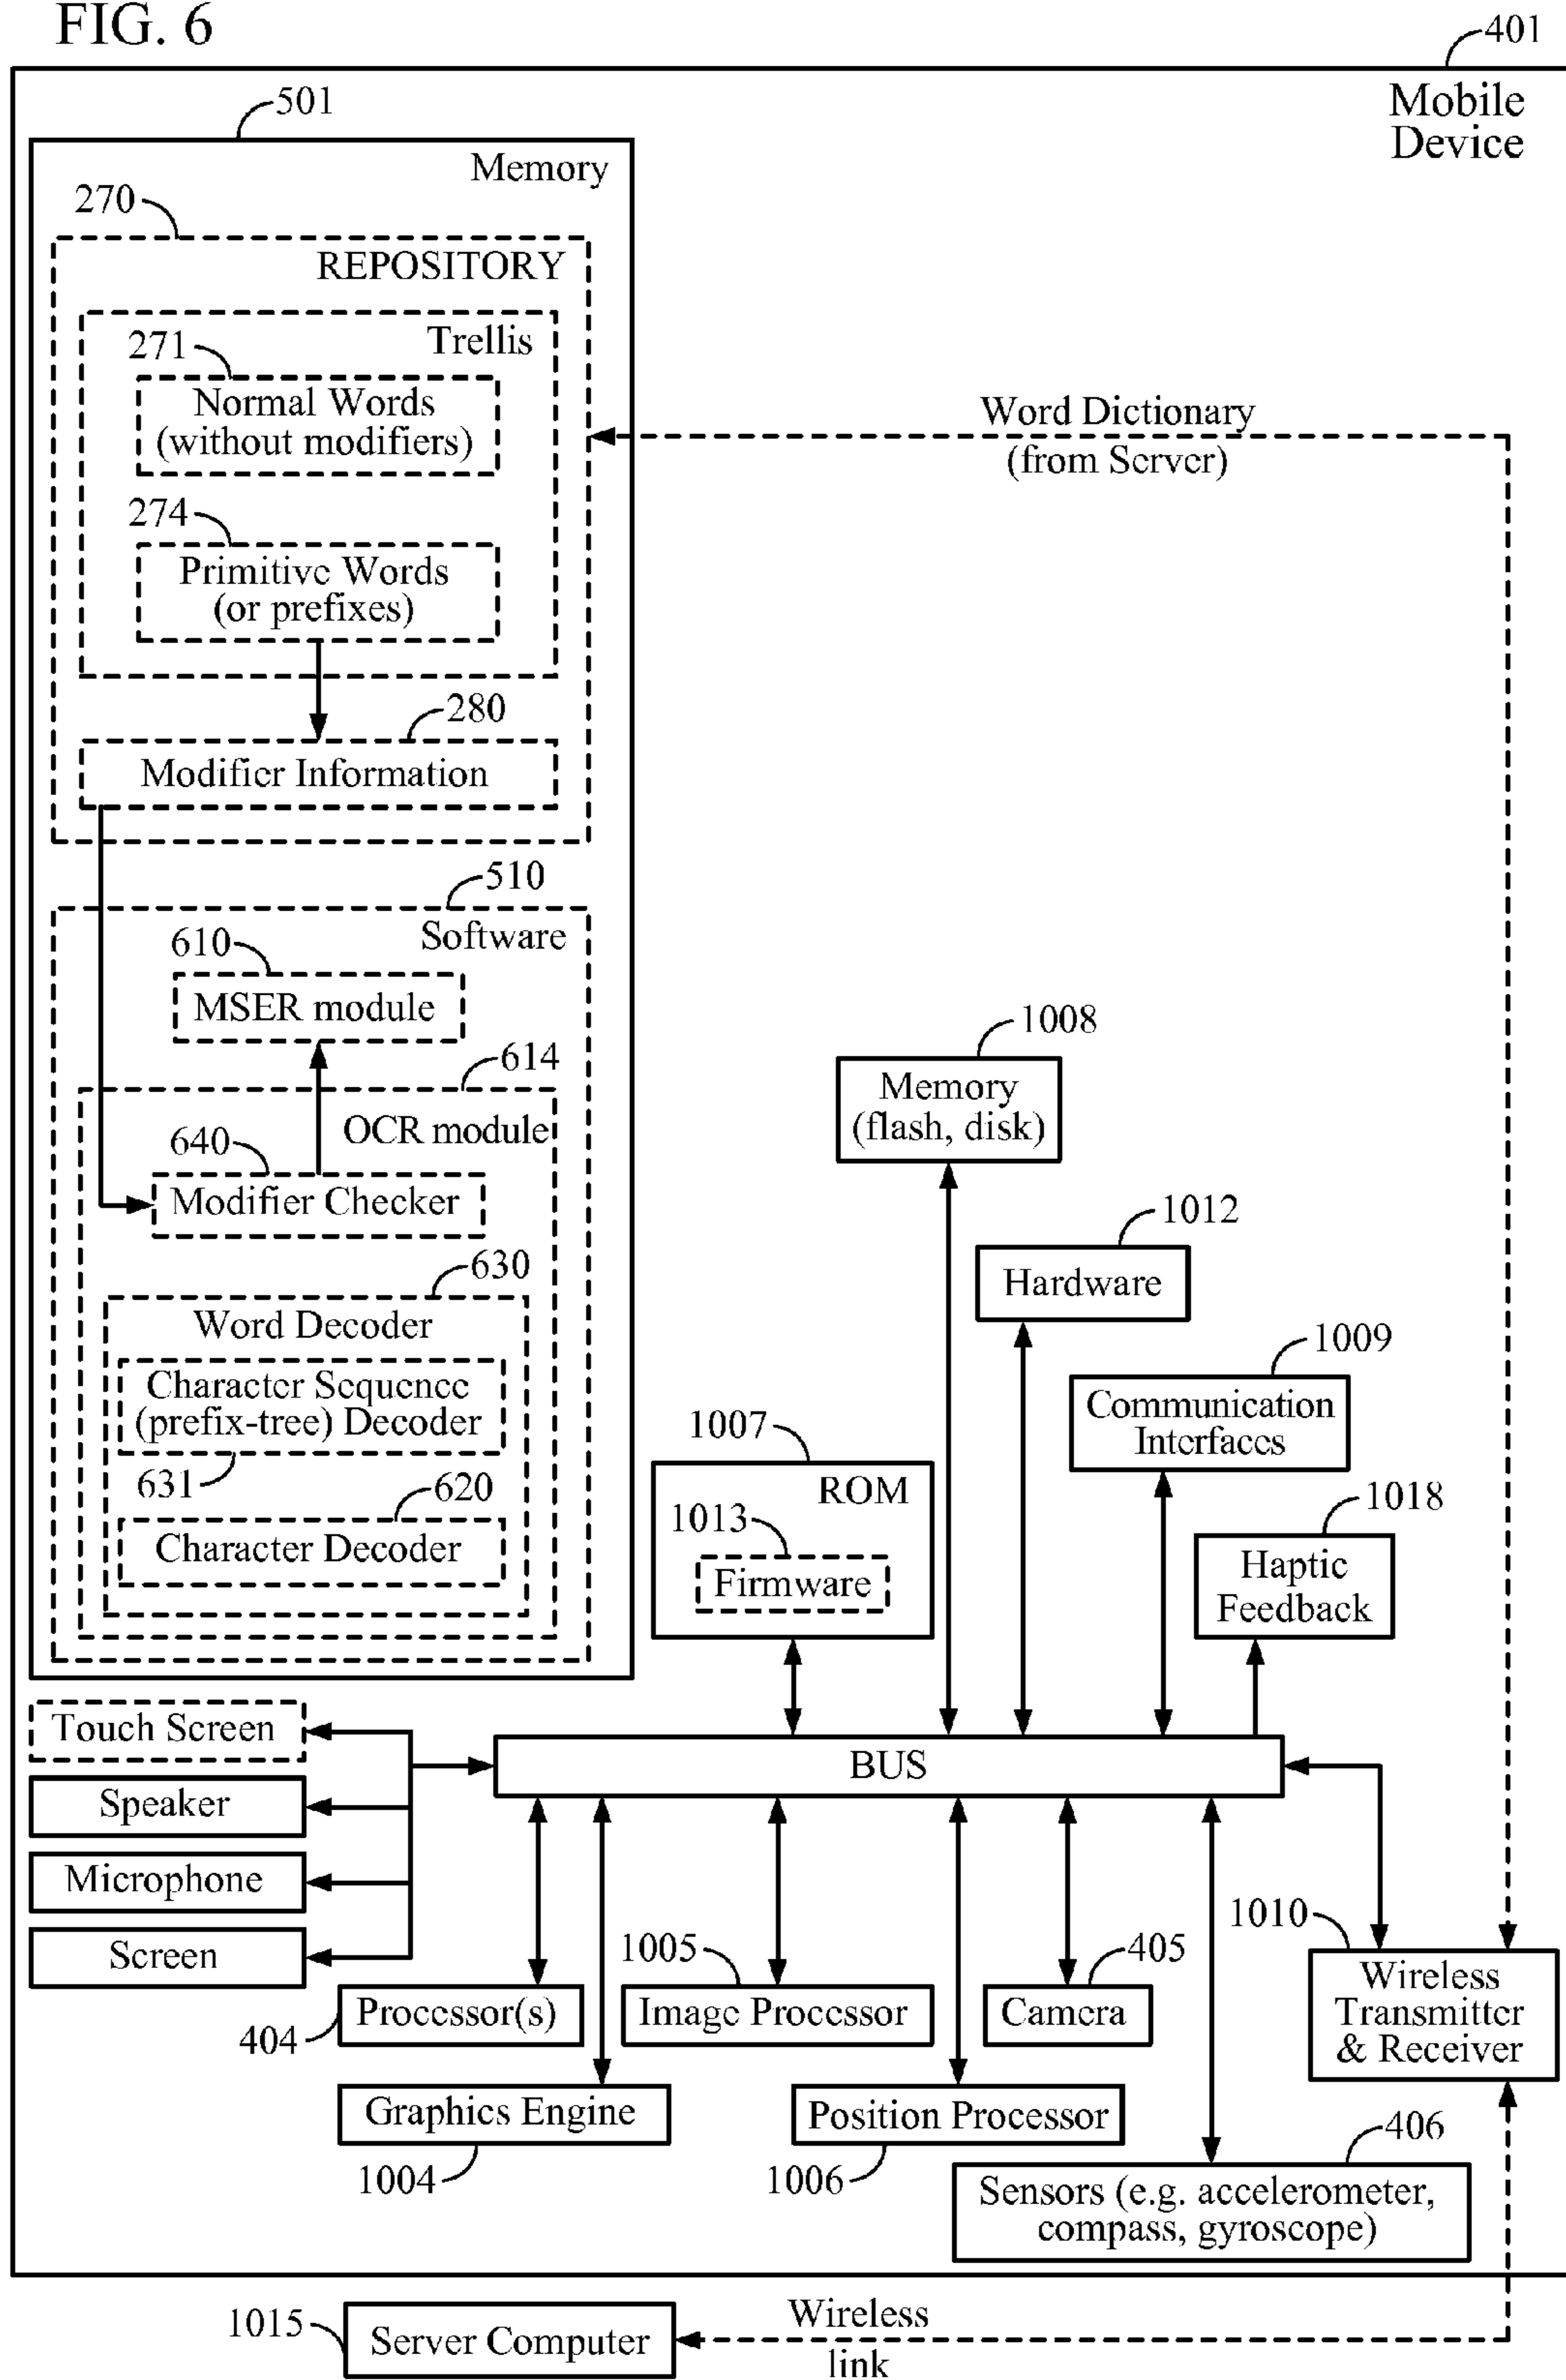 FIG. 6
401
Mobile
Device
501
Memory
270
REPOSITORY
Trellis
271
Normal Words
(without modifiers)
274
Primitive Words
(or prefixes)
280
Modifier Information
Word Dictionary
(from Server)
510
Software
610
MSER module
614
OCR module
640
Modifier Checker
630
Word Decoder
Character Sequence
(prefix-tree) Decoder
631
620
Character Decoder
1008
Memory
(flash, disk)
1012
Hardware
1009
Communication
Interfaces
1007
ROM
1013
Firmware
1018
Haptic
Feedback
Touch Screen
Speaker
Microphone
Screen
BUS
404
Processor(s)
1005
Image Processor
405
Camera
1010
Wireless
Transmitter
& Receiver
Graphics Engine
1004
Position Processor
1006
406
Sensors (e.g. accelerometer,
compass, gyroscope)
1015
Server Computer
Wireless
link